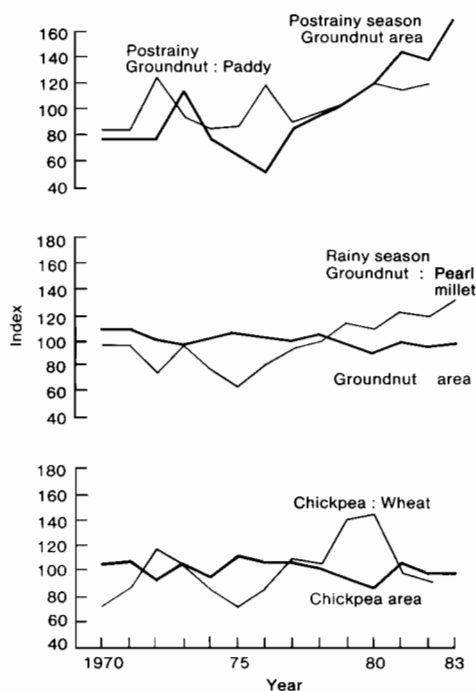 Postrainy season
Groundnut area
Postrainy
Groundnut : Paddy
160
140
120
100
80
60
40
Rainy season
Groundnut : Pearl
millet
Groundnut area
180
160
140
120
100
80
60
40
Index
Chickpea : Wheat
Chickpea area
180
160
140
120
100
80
60
40
1970 75 80 83
Year